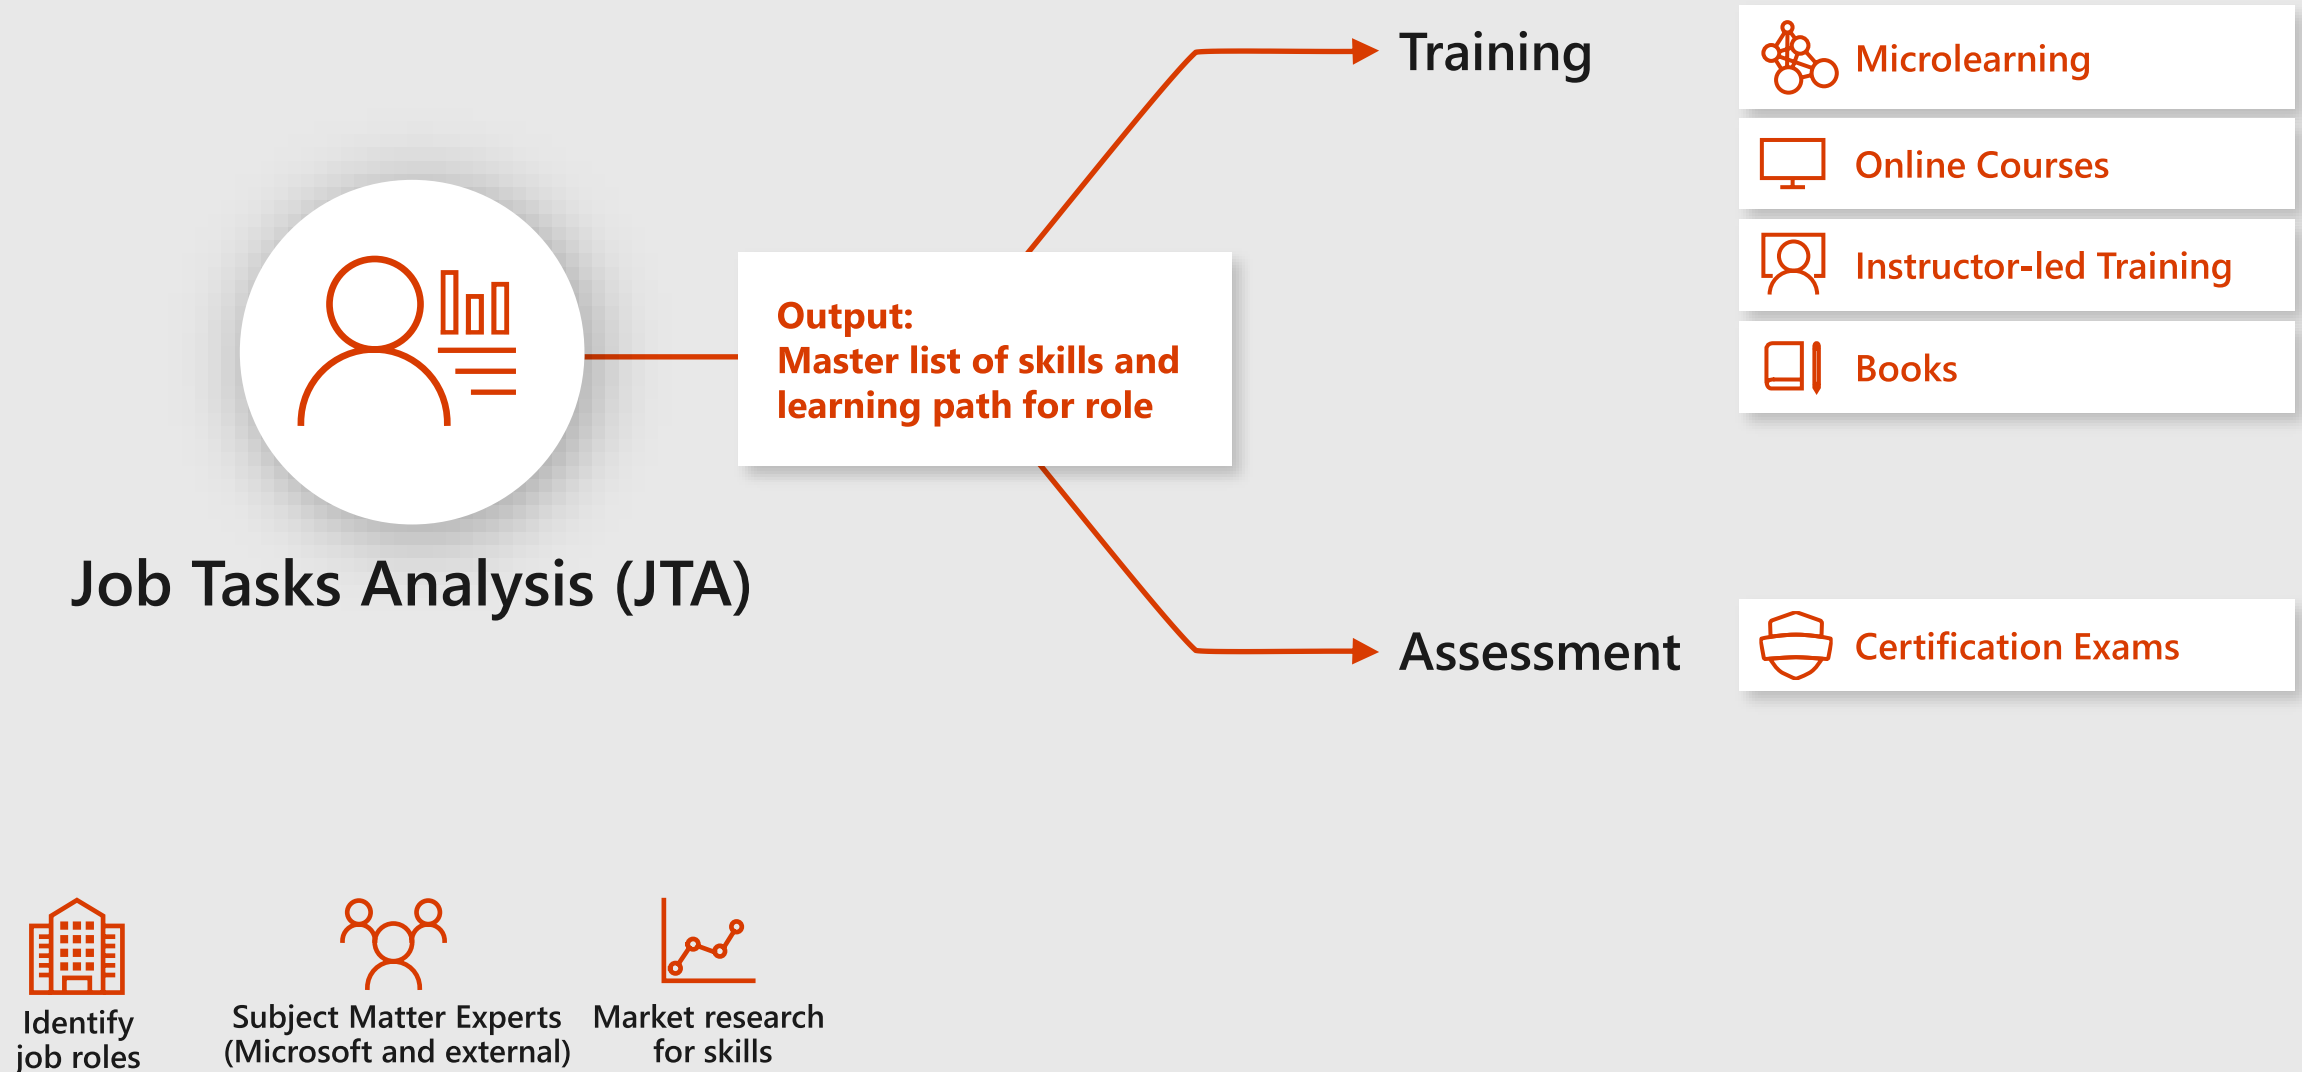 Training
Microlearning
Online Courses
Instructor-led Training
Books
Output:
Master list of skills and
learning path for role
Job Tasks Analysis (JTA)
Assessment
Certification Exams
Identify
job roles
Subject Matter Experts
(Microsoft and external)
Market research
for skills